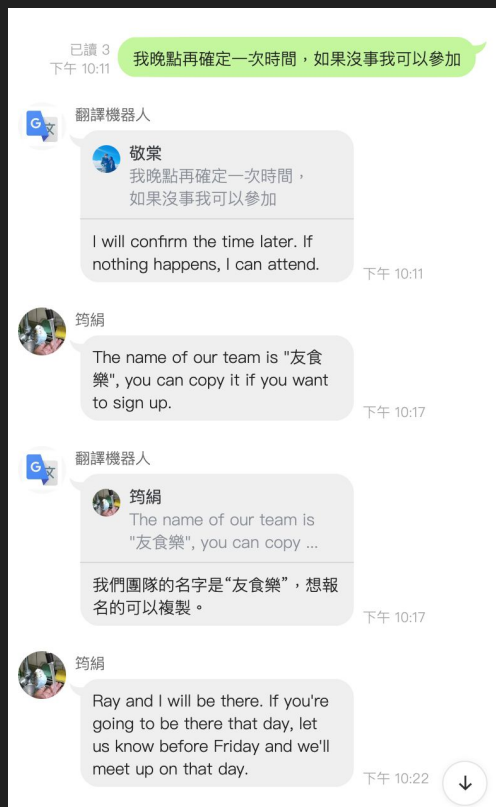 已讀 3
下午 10:11
我晚點再確定一次時間，如果沒事我可以參加
翻譯機器人
敬棠
我晚點再確定一次時間，
如果沒事我可以參加
I will confirm the time later. If
nothing happens, I can attend.
下午 10:11
筠絹
The name of our team is "友食
樂", you can copy it if you want
to sign up.
下午 10:17
翻譯機器人
筠絹
The name of our team is
"友食樂", you can copy ...
我們團隊的名字是“友食樂”，想報
名的可以複製。
下午 10:17
筠絹
Ray and I will be there. If you're
going to be there that day, let
us know before Friday and we'll
meet up on that day.
下午 10:22